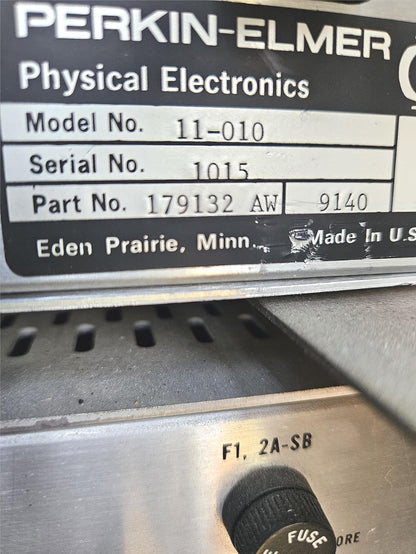 PERKIN-ELMER
Physical Electronics
Model No. 11-010
Serial No. 1015
Part No. 179132 AW 9140
Eden Prairie, Minn. Made In U.S
F1, 2A-SB
FUSE
ORE